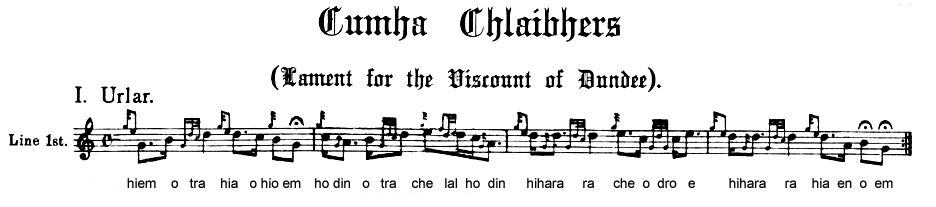 Cumha Chlaibhers
(Lament for the Viscount of Dundee).
I. Urlar.
Line 1st.
hiem o tra hia o hio em ho din o tra che lal ho din hihara ra che o dro e hihara ra hia en o em